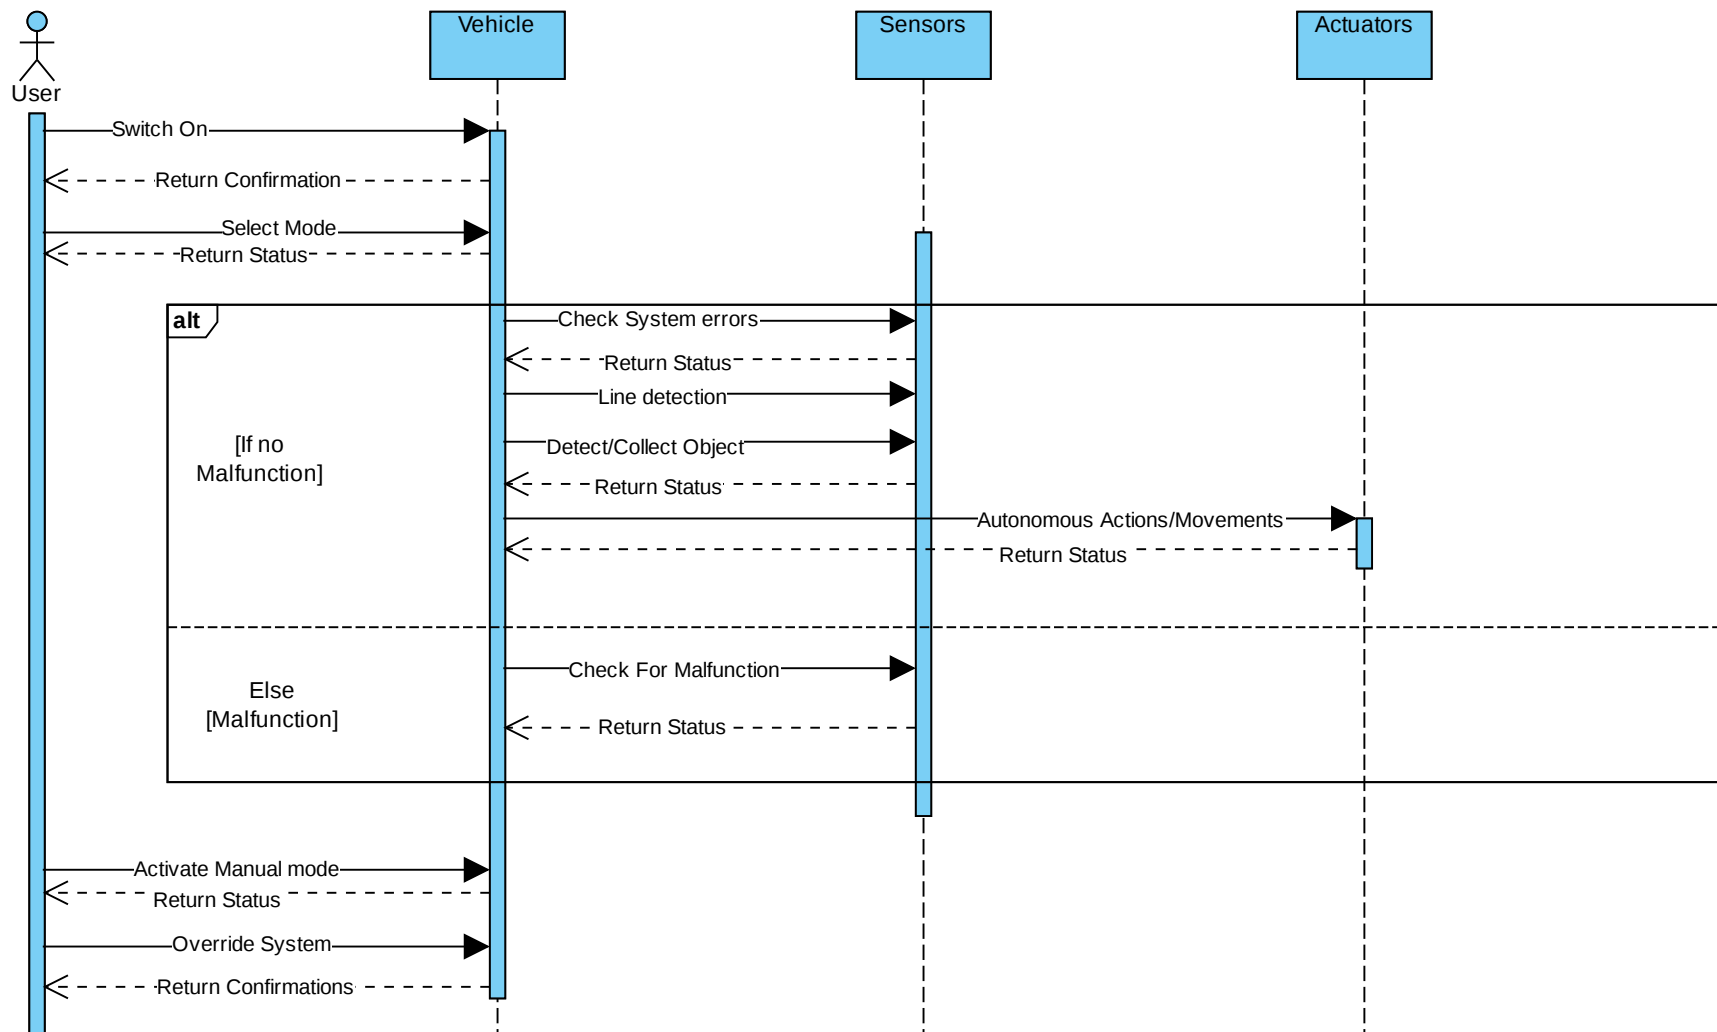 User
Vehicle
Sensors
Actuators
Switch On
Return Confirmation
Select Mode
Return Status
alt
Check System errors
Return Status
Line detection
[If no
Malfunction]
Detect/Collect Object
Return Status
Autonomous Actions/Movements
Return Status
Check For Malfunction
Else
[Malfunction]
Return Status
Activate Manual mode
Return Status
Override System
Return Confirmations